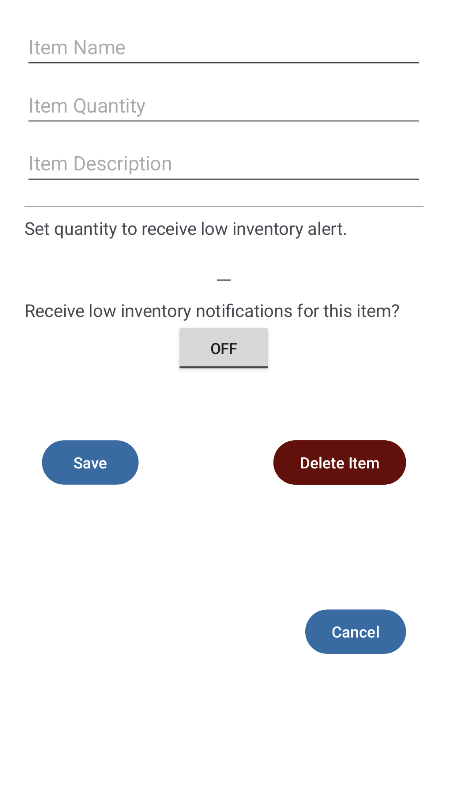 Item Name
Item Quantity
Item Description
Set quantity to receive low inventory alert.
Receive low inventory notifications for this item?
OFF
Save
Delete Item
Cancel